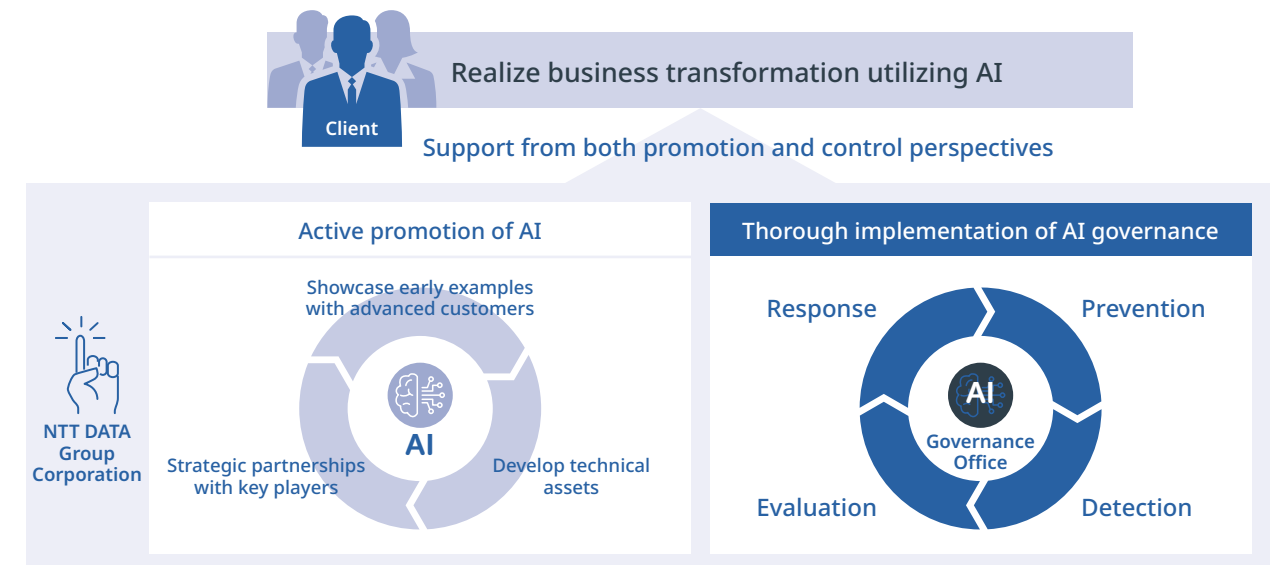 Realize business transformation utilizing AI
Client
Support from both promotion and control perspectives
NTT DATA
Group
Corporation
Active promotion of AI
Showcase early examples
with advanced customers
AI
Strategic partnerships
with key players
Develop technical
assets
Thorough implementation of AI governance
Response
Prevention
AI
Governance
Office
Evaluation
Detection